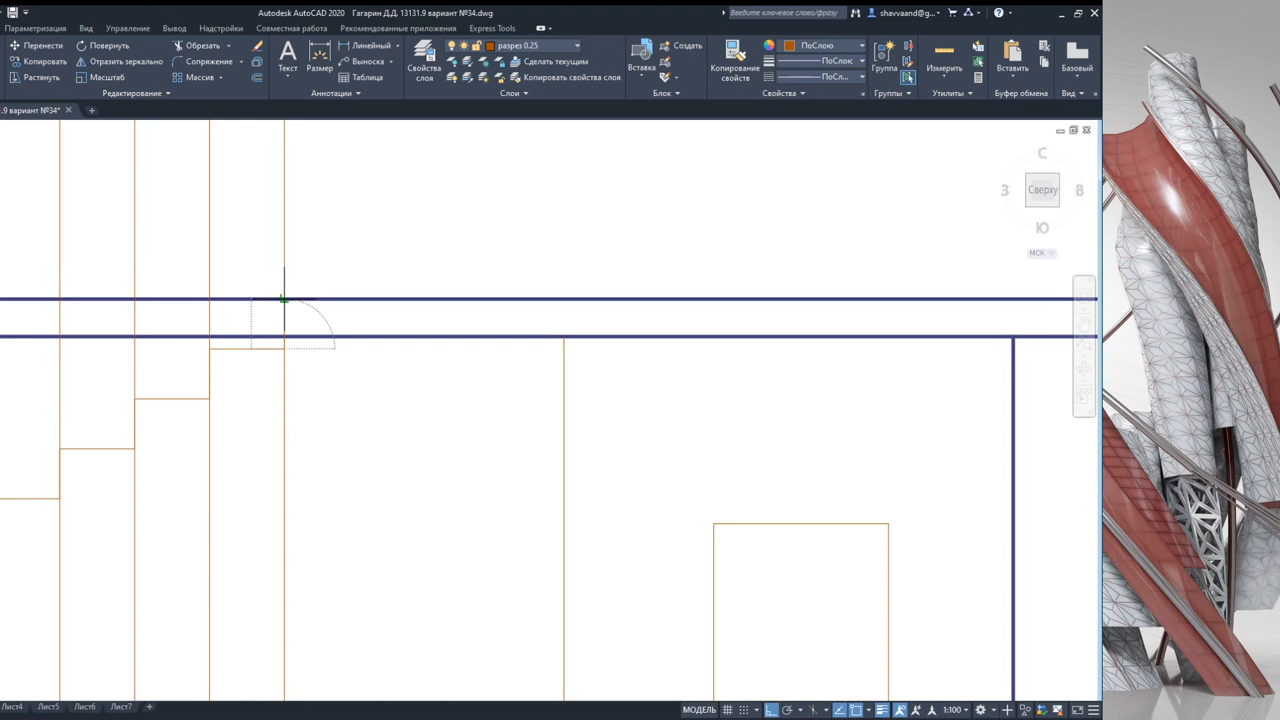 Autodesk AutoCAD 2020 Гагарин Д.Д. 13131.9 вариант №34.dwg
Введите ключевое слово/фразу
shavvaand@g...
Параметризация Вид Управление Вывод Надстройки Совместная работа Рекомендованные приложения Express Tools
Перенести Повернуть Обрезать
Копировать Отразить зеркально Сопряжение
Растянуть Масштаб Массив
Редактирование
Текст
Размер
Линейный
Выноска
Таблица
Аннотации
Свойства слоя
разрез 0.25
Сделать текущим
Копировать свойства слоя
Слои
Вставка
Создать
Блок
Копирование свойств
ПоСлою
ПоСлою
ПоСл...
Свойства
Группа
Группы
Измерить
Утилиты
Вставить
Буфер обмена
Базовый
Вид
.9 вариант №34*
С
З Сверху В
Ю
МСК
Лист4 Лист5 Лист6 Лист7
МОДЕЛЬ 1:100